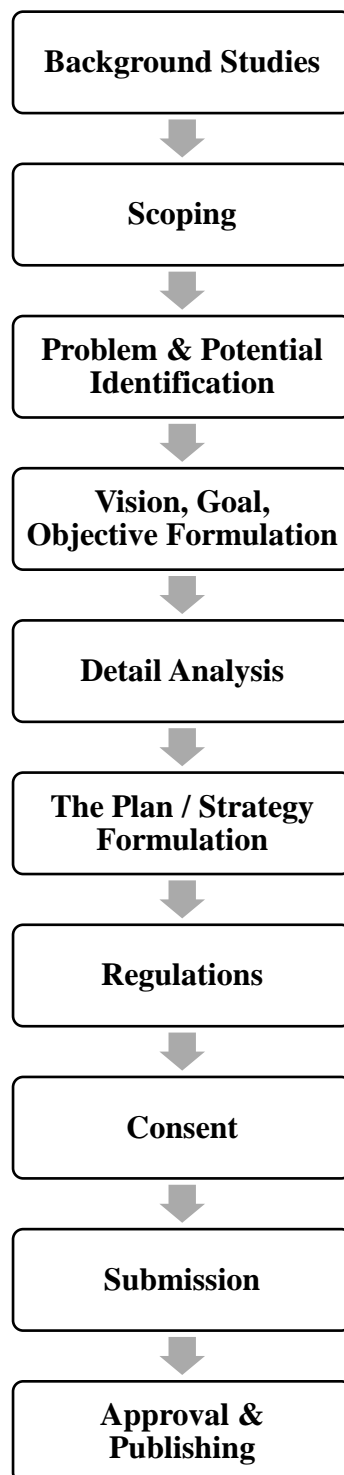 Background Studies
Scoping
Problem & Potential
Identification
Vision, Goal,
Objective Formulation
Detail Analysis
The Plan / Strategy
Formulation
Regulations
Consent
Submission
Approval &
Publishing